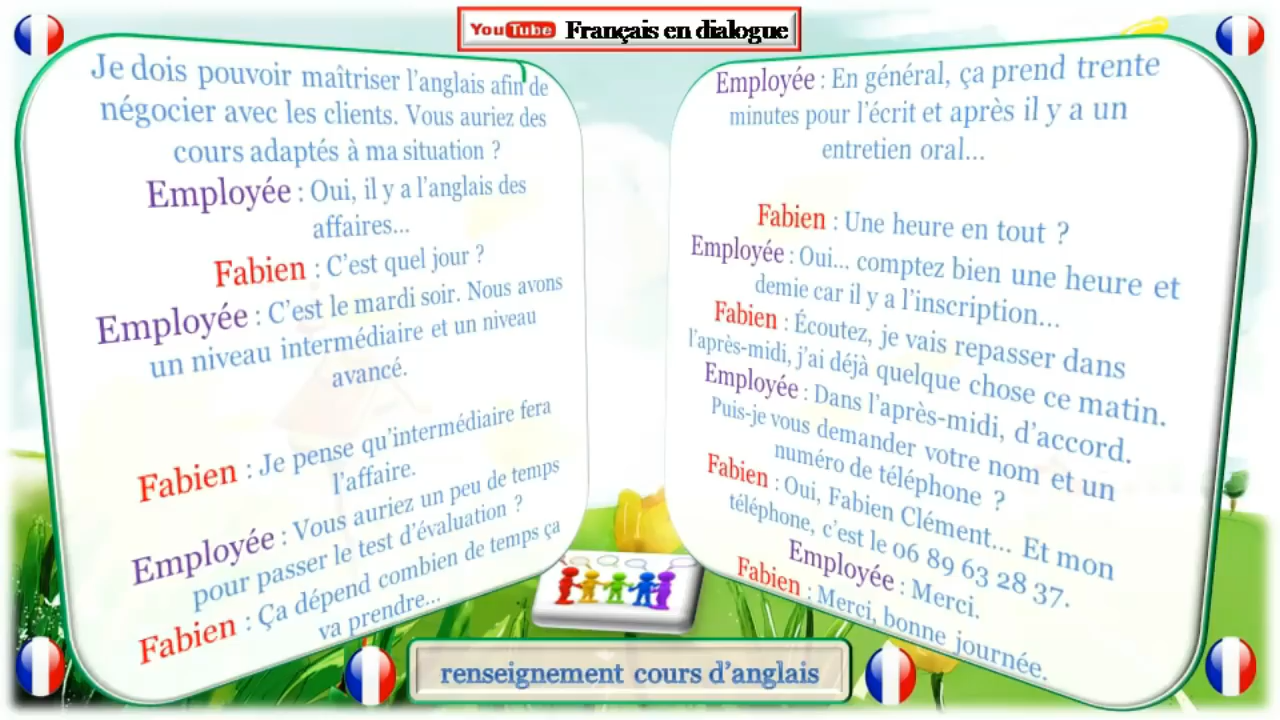 YouTube Français en dialogue
Je dois pouvoir maîtriser l'anglais afin de
négocier avec les clients. Vous auriez des
cours adaptés à ma situation ?
Employée : Oui, il y a l'anglais des
affaires...
Fabien : C'est quel jour ?
Employée : C'est le mardi soir. Nous avons
un niveau intermédiaire et un niveau
avancé.
Fabien : Je pense qu'intermédiaire fera
l'affaire.
Employée : Vous auriez un peu de temps
pour passer le test d'évaluation ?
Fabien : Ça dépend combien de temps ça
va prendre...
Employée : En général, ça prend trente
minutes pour l'écrit et après il y a un
entretien oral...
Fabien : Une heure en tout ?
Employée : Oui... comptez bien une heure et
demie car il y a l'inscription...
Fabien : Écoutez, je vais repasser dans
l'après-midi, j'ai déjà quelque chose ce matin.
Employée : Dans l'après-midi, d'accord.
Puis-je vous demander votre nom et un
numéro de téléphone ?
Fabien : Oui, Fabien Clément... Et mon
téléphone, c'est le 06 89 63 28 37.
Employée : Merci.
Fabien : Merci, bonne journée.
renseignement cours d'anglais